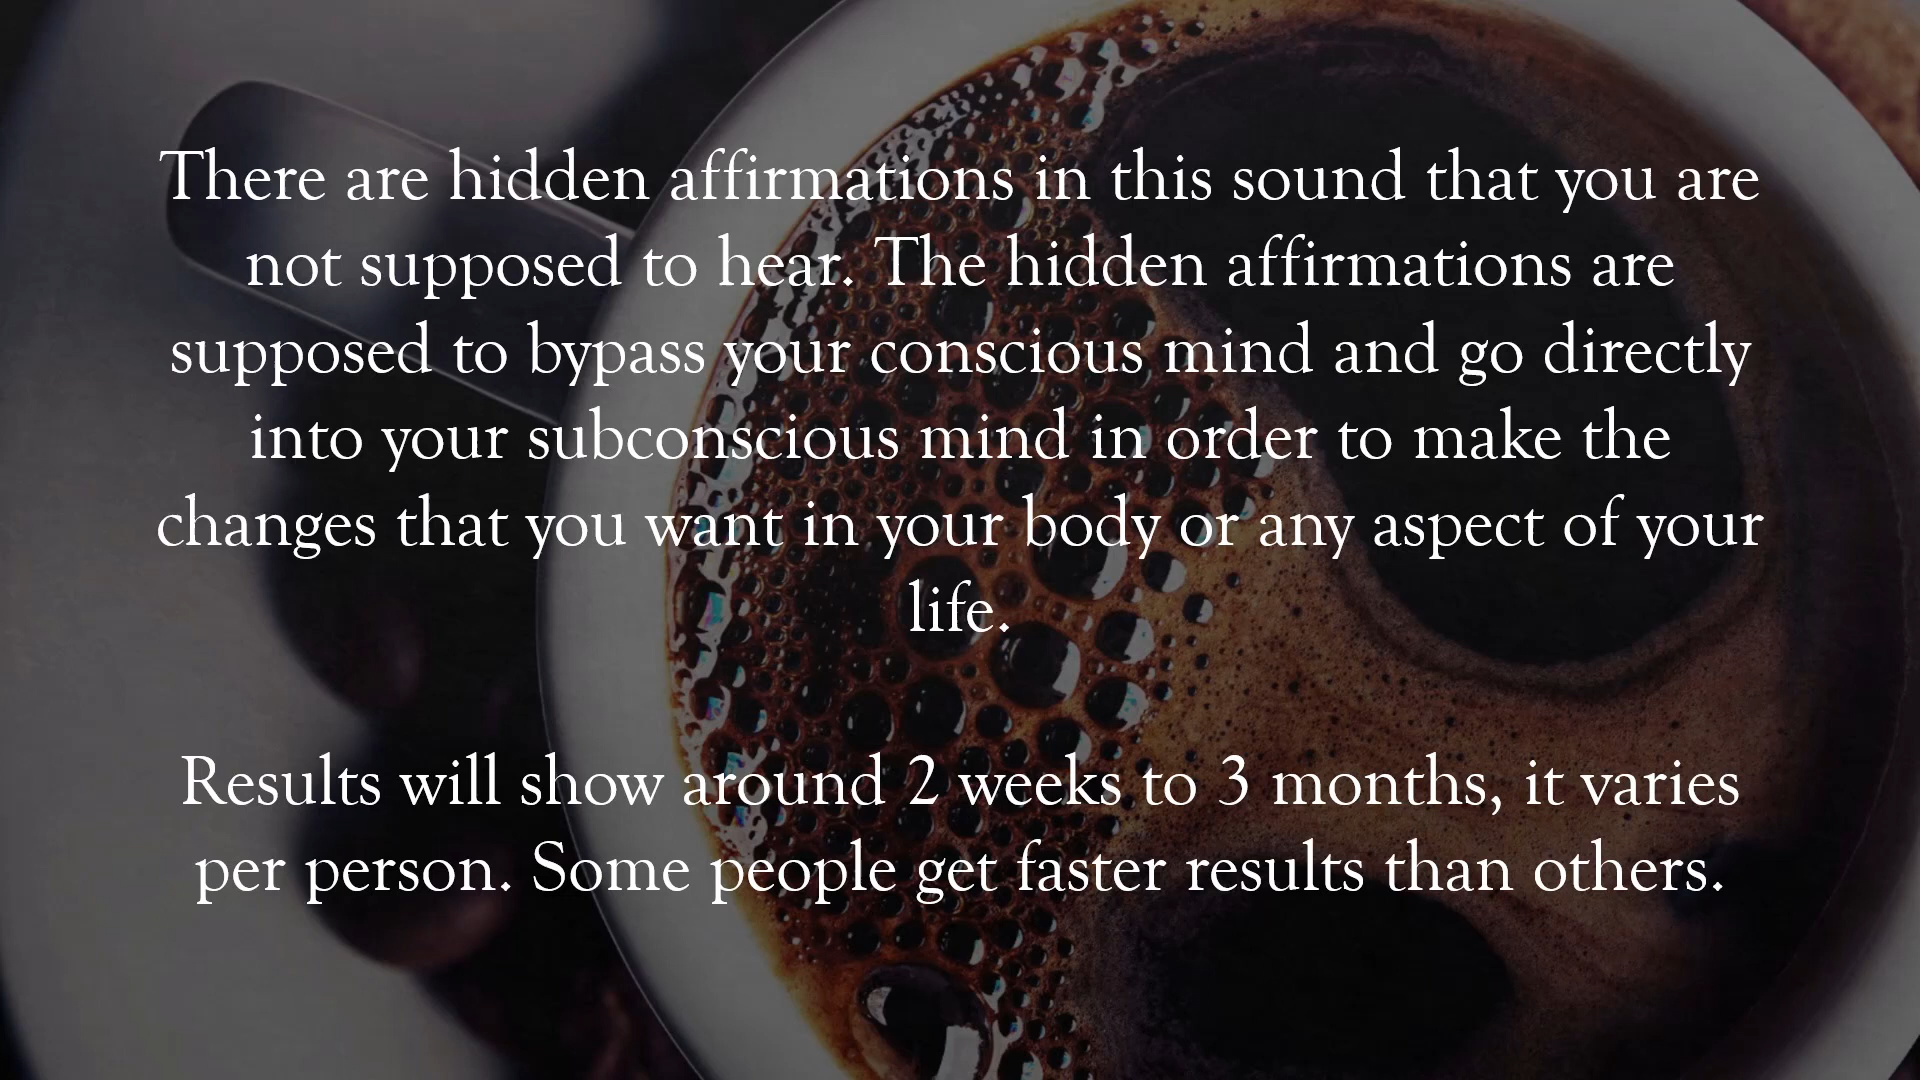 There are hidden affirmations in this sound that you are
not supposed to hear. The hidden affirmations are
supposed to bypass your conscious mind and go directly
into your subconscious mind in order to make the
changes that you want in your body or any aspect of your
life.
Results will show around 2 weeks to 3 months, it varies
per person. Some people get faster results than others.